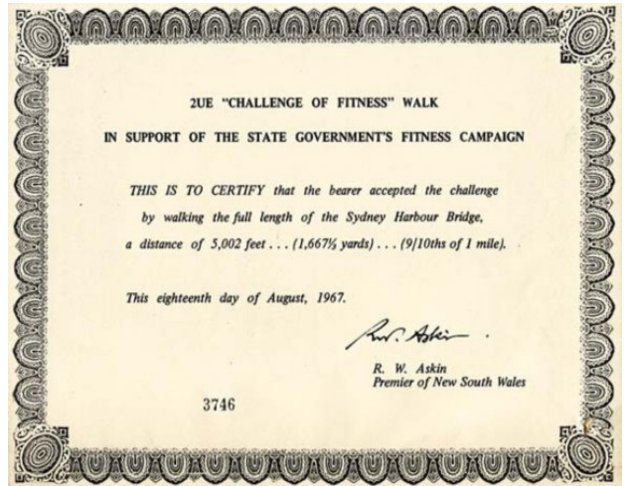 2UE "CHALLENGE OF FITNESS" WALK
IN SUPPORT OF THE STATE GOVERNMENT'S FITNESS CAMPAIGN
THIS IS TO CERTIFY that the bearer accepted the challenge
by walking the full length of the Sydney Harbour Bridge,
a distance of 5,002 feet . . . (1,667⅓ yards) . . . (9/10ths of 1 mile).
This eighteenth day of August, 1967.
R.W. Askin
R. W. Askin
Premier of New South Wales
3746